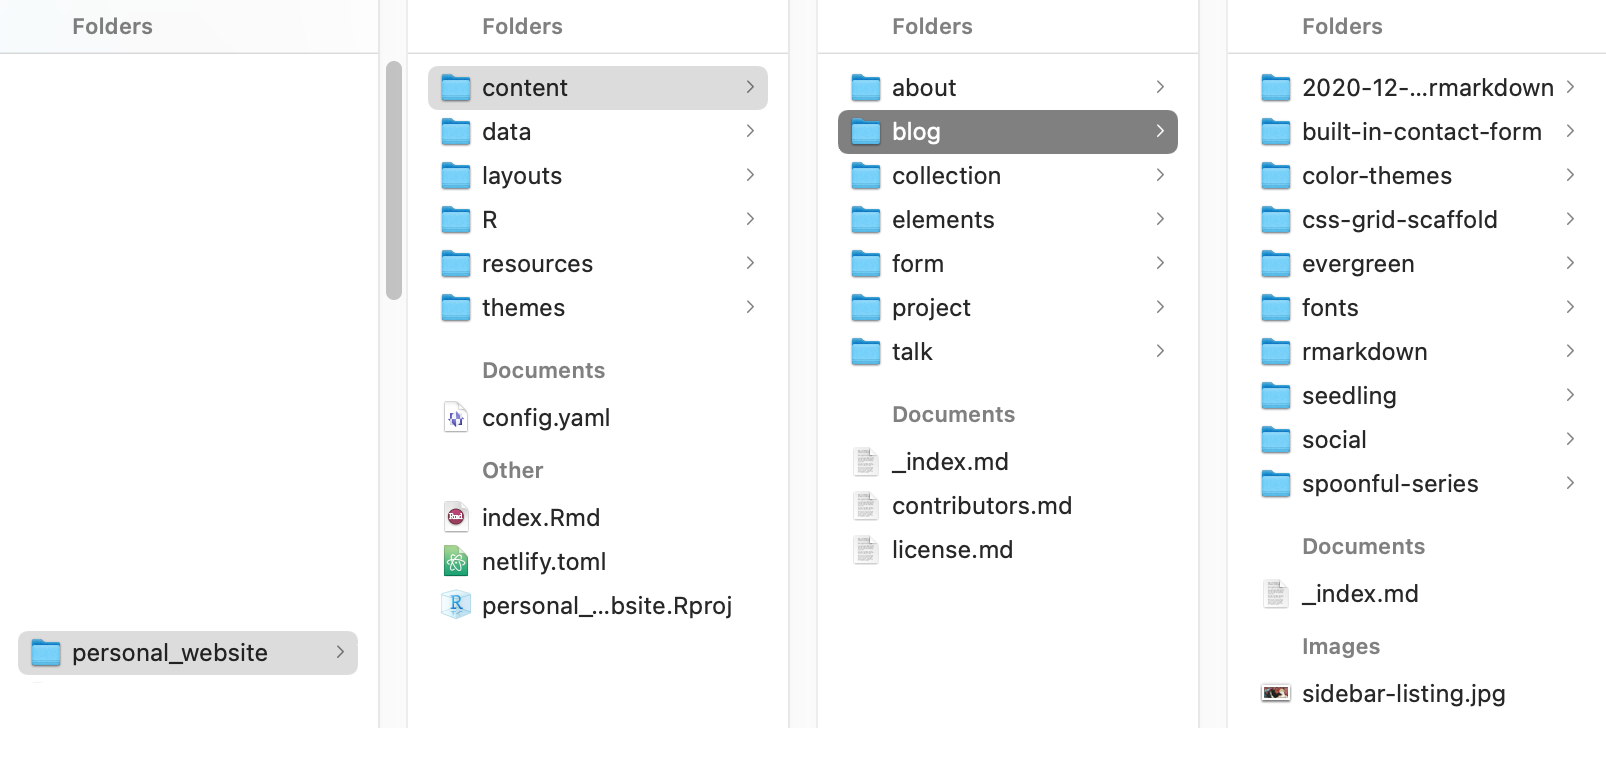 Folders
personal_website
Folders
content
data
layouts
R
resources
themes
Documents
config.yaml
Other
index.Rmd
netlify.toml
personal_...bsite.Rproj
Folders
about
blog
collection
elements
form
project
talk
Documents
_index.md
contributors.md
license.md
Folders
2020-12-...rmarkdown
built-in-contact-form
color-themes
css-grid-scaffold
evergreen
fonts
rmarkdown
seedling
social
spoonful-series
Documents
_index.md
Images
sidebar-listing.jpg